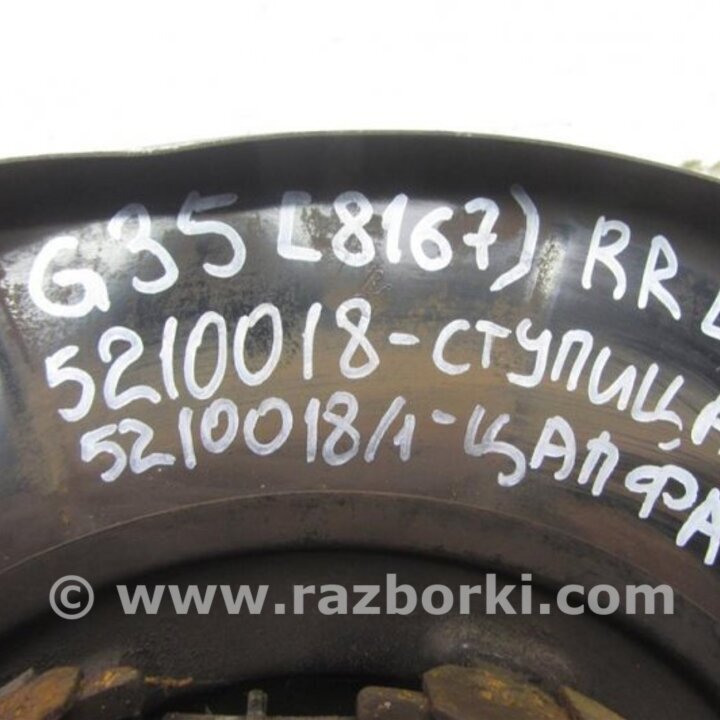 G35 (8167) RR L
5210018-СТУПИЦА
5210018/1-ЦАПФА
© www.razborki.com